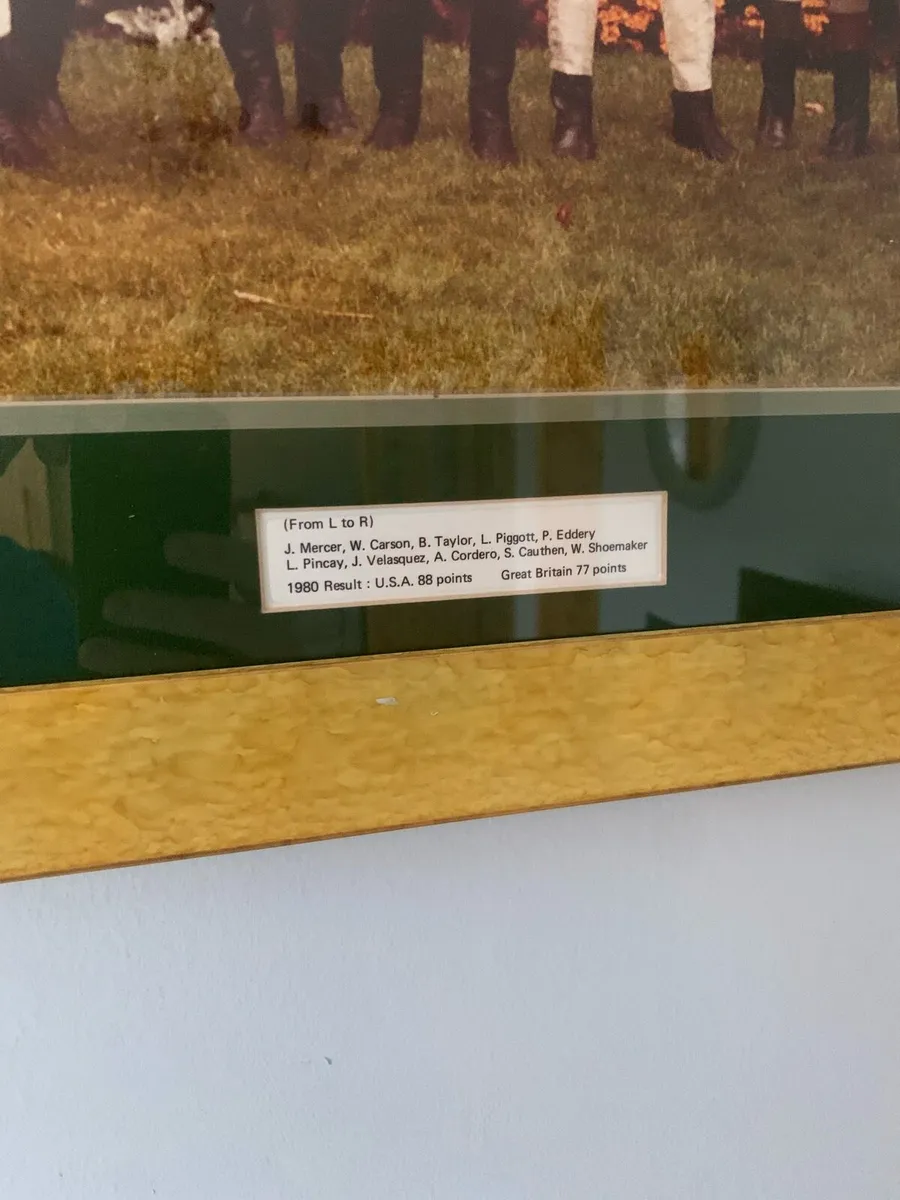 (From L to R)
J. Mercer, W. Carson, B. Taylor, L. Piggott, P. Eddery
L. Pincay, J. Velasquez, A. Cordero, S. Cauthen, W. Shoemaker
1980 Result : U.S.A. 88 points Great Britain 77 points